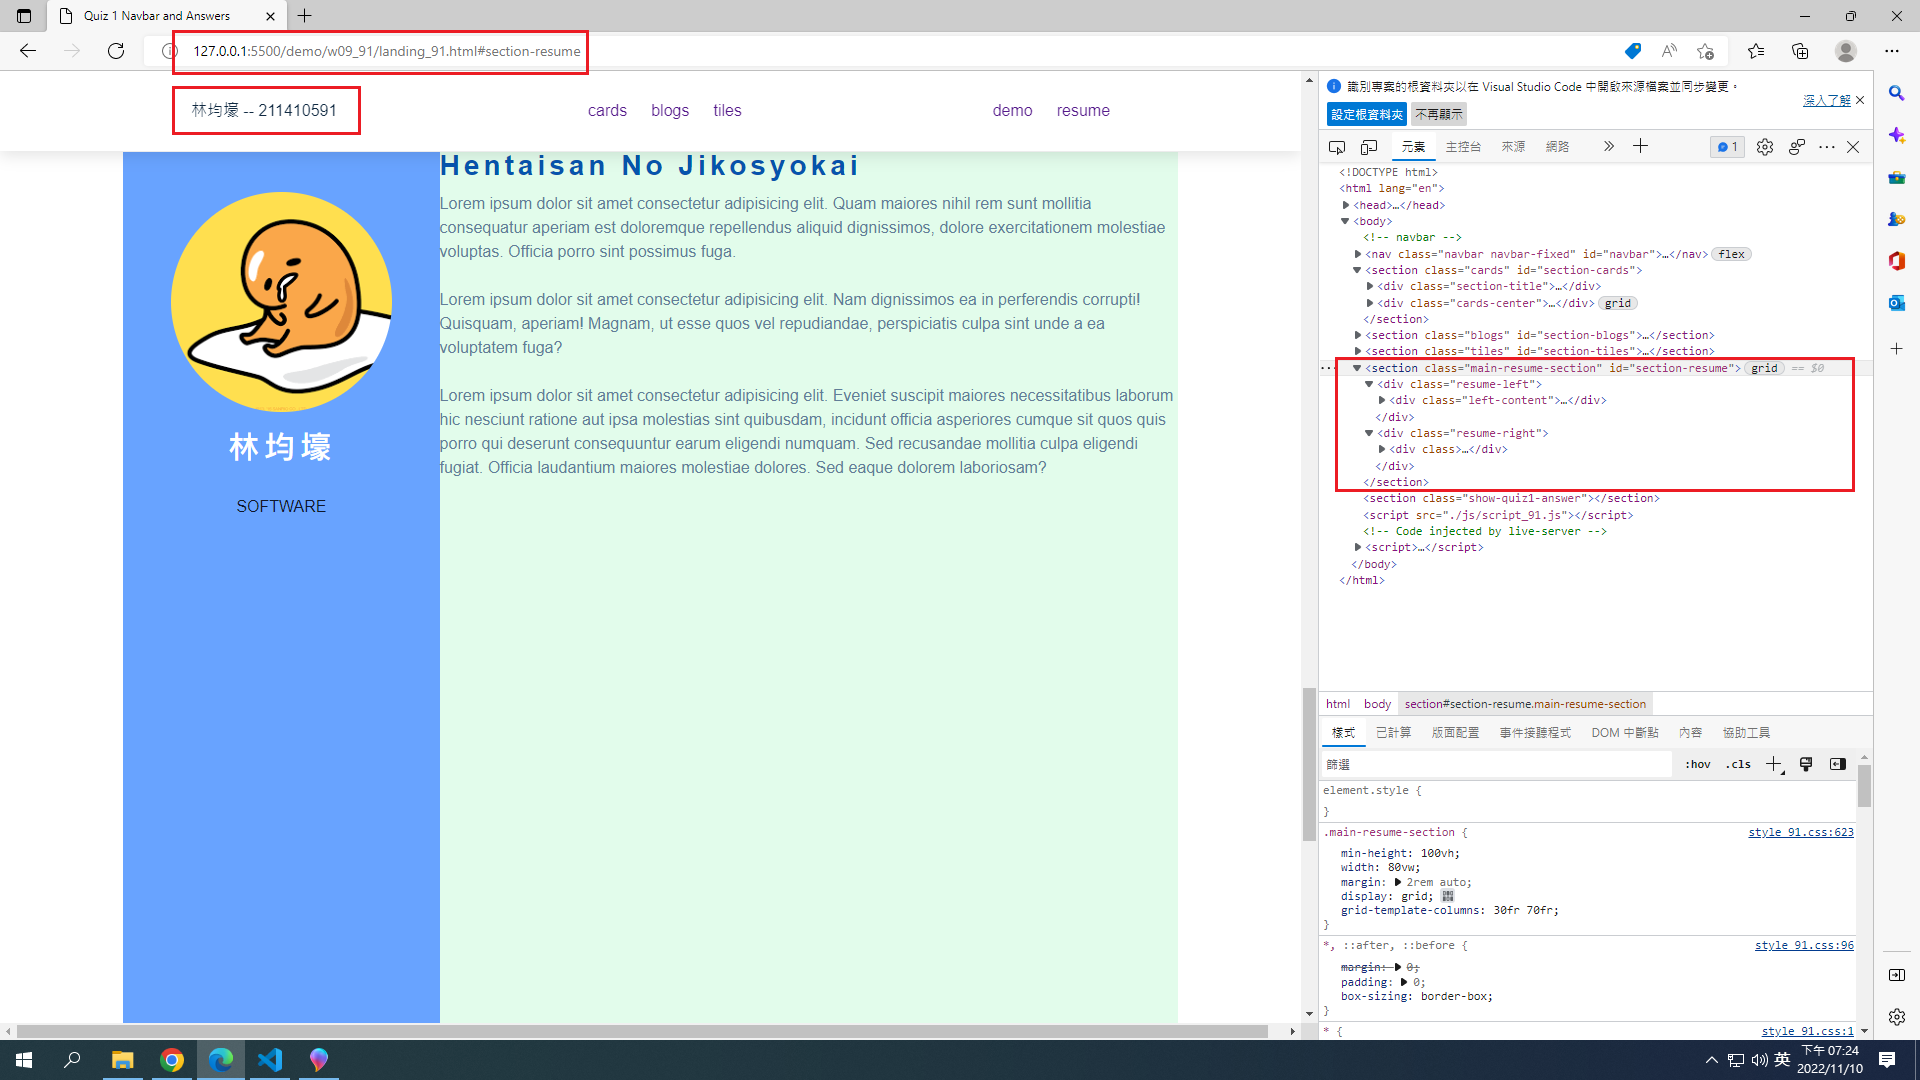 Quiz 1 Navbar and Answers
127.0.0.1:5500/demo/w09_91/landing_91.html#section-resume
林均壕 -- 211410591
cards blogs tiles
demo resume
Hentaisan No Jikosyokai
Lorem ipsum dolor sit amet consectetur adipisicing elit. Quam maiores nihil rem sunt mollitia
consequatur aperiam est doloremque repellendus aliquid dignissimos, dolore exercitationem molestiae
voluptas. Officia porro sint possimus fuga.
Lorem ipsum dolor sit amet consectetur adipisicing elit. Nam dignissimos ea in perferendis corrupti!
Quisquam, aperiam! Magnam, ut esse quos vel repudiandae, perspiciatis culpa sint unde a ea
voluptatem fuga?
Lorem ipsum dolor sit amet consectetur adipisicing elit. Eveniet suscipit maiores necessitatibus laborum
hic nesciunt ratione aut ipsa molestias sint quibusdam, incidunt officia asperiores cumque sit quos quis
porro qui deserunt consequuntur earum eligendi numquam. Sed recusandae mollitia culpa eligendi
fugiat. Officia laudantium maiores molestiae dolores. Sed eaque dolorem laboriosam?
林均壕
SOFTWARE
識別專案的根資料夾以在 Visual Studio Code 中開啟來源檔案並同步變更。
深入了解
設定根資料夾 不再顯示
元素 主控台 來源 網路 1
<!DOCTYPE html>
<html lang="en">
<head>…</head>
<body>
<!-- navbar -->
<nav class="navbar navbar-fixed" id="navbar">…</nav> flex
<section class="cards" id="section-cards">
<div class="section-title">…</div>
<div class="cards-center">…</div> grid
</section>
<section class="blogs" id="section-blogs">…</section>
<section class="tiles" id="section-tiles">…</section>
<section class="main-resume-section" id="section-resume"> grid == $0
<div class="resume-left">
<div class="left-content">…</div>
</div>
<div class="resume-right">
<div class>…</div>
</div>
</section>
<section class="show-quiz1-answer"></section>
<script src="./js/script_91.js"></script>
<!-- Code injected by live-server -->
<script>…</script>
</body>
</html>
html body section#section-resume.main-resume-section
樣式 已計算 版面配置 事件接聽程式 DOM 中斷點 內容 協助工具
篩選 :hov .cls
element.style {
}
.main-resume-section { style_91.css:623
min-height: 100vh;
width: 80vw;
margin: 2rem auto;
display: grid;
grid-template-columns: 30fr 70fr;
}
*, ::after, ::before { style_91.css:96
margin: 0;
padding: 0;
box-sizing: border-box;
}
* { style_91.css:1
英
下午 07:24
2022/11/10